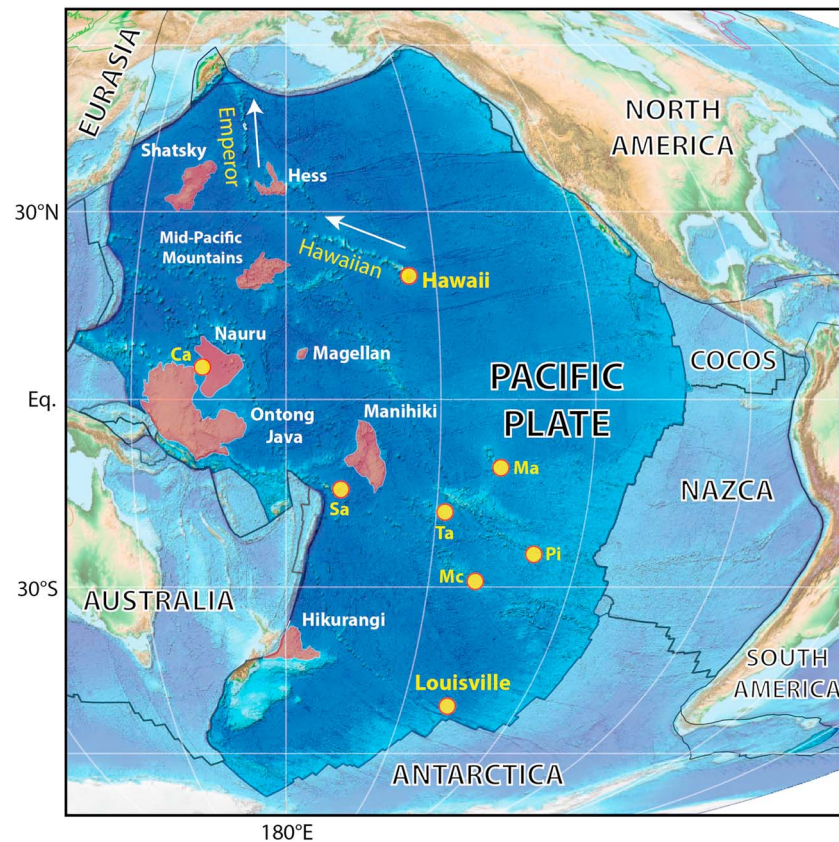 EURASIA
NORTH
AMERICA
Emperor
Shatsky
Hess
30°N
Mid-Pacific
Mountains
Hawaiian
Hawaii
Nauru
Ca
Magellan
COCOS
PACIFIC
PLATE
Eq.
Ontong
Java
Manihiki
Ma
NAZCA
Sa
Ta
Pi
Mc
30°S
AUSTRALIA
Hikurangi
SOUTH
AMERICA
Louisville
ANTARCTICA
180°E